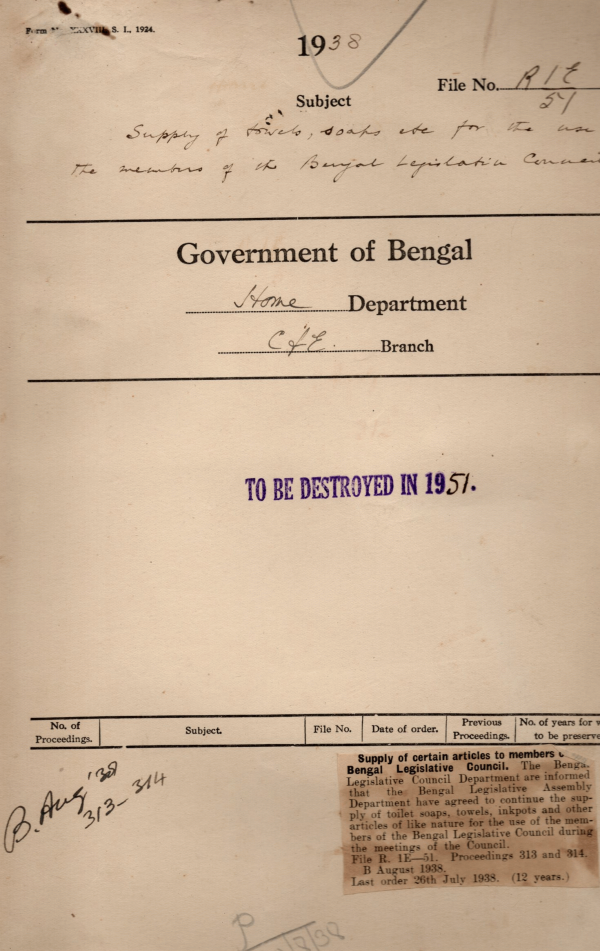 Form No. XXXVIII, S. I., 1924.
1938
File No. R 1 E
51
Subject
Supply of towels, soaps etc for the use
the members of the Bengal Legislative Council
Government of Bengal
Home Department
C & E. Branch
TO BE DESTROYED IN 1951.
No. of Proceedings.
Subject.
File No.
Date of order.
Previous Proceedings.
No. of years for
to be preserve
B. Aug '38
313-314
Supply of certain articles to members
Bengal Legislative Council. The Benga
Legislative Council Department are informed
that the Bengal Legislative Assembly
Department have agreed to continue the sup-
ply of toilet soaps, towels, inkpots and other
articles of like nature for the use of the mem-
bers of the Bengal Legislative Council during
the meetings of the Council.
File R. 1E—51. Proceedings 313 and 314.
B August 1938.
Last order 26th July 1938. (12 years.)
P